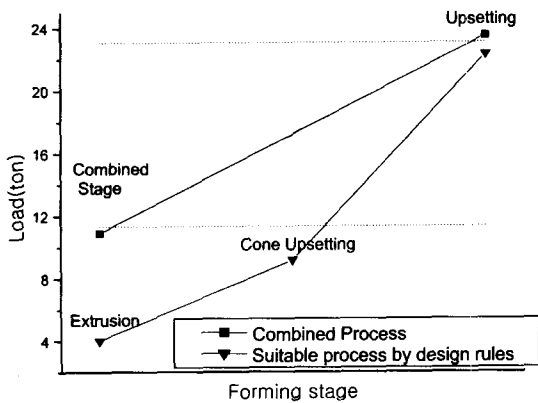 Upsetting
24
22
16
12
8
4
Load(ton)
Combined
Stage
Cone Upsetting
Extrusion
Combined Process
Suitable process by design rules
Forming stage